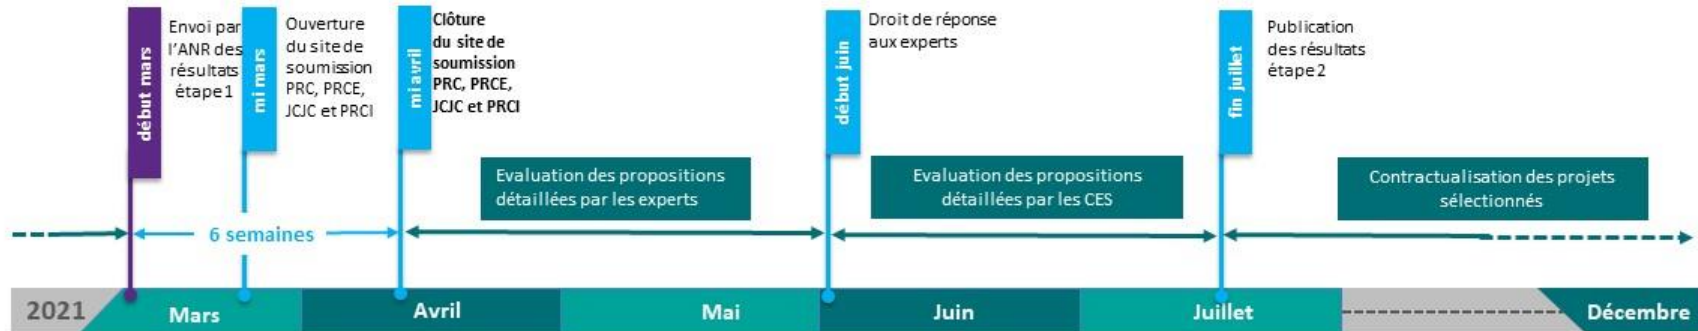 début mars
Envoi par
l'ANR des
résultats
étape 1
mi mars
Ouverture
du site de
soumission
PRC, PRCE,
JCJC et PRCI
mi avril
Clôture
du site de
soumission
PRC, PRCE,
JCJC et PRCI
début juin
Droit de réponse
aux experts
fin juillet
Publication
des résultats
étape 2
Evaluation des propositions
détaillées par les experts
Evaluation des propositions
détaillées par les CES
Contractualisation des projets
sélectionnés
6 semaines
2021
Mars
Avril
Mai
Juin
Juillet
Décembre